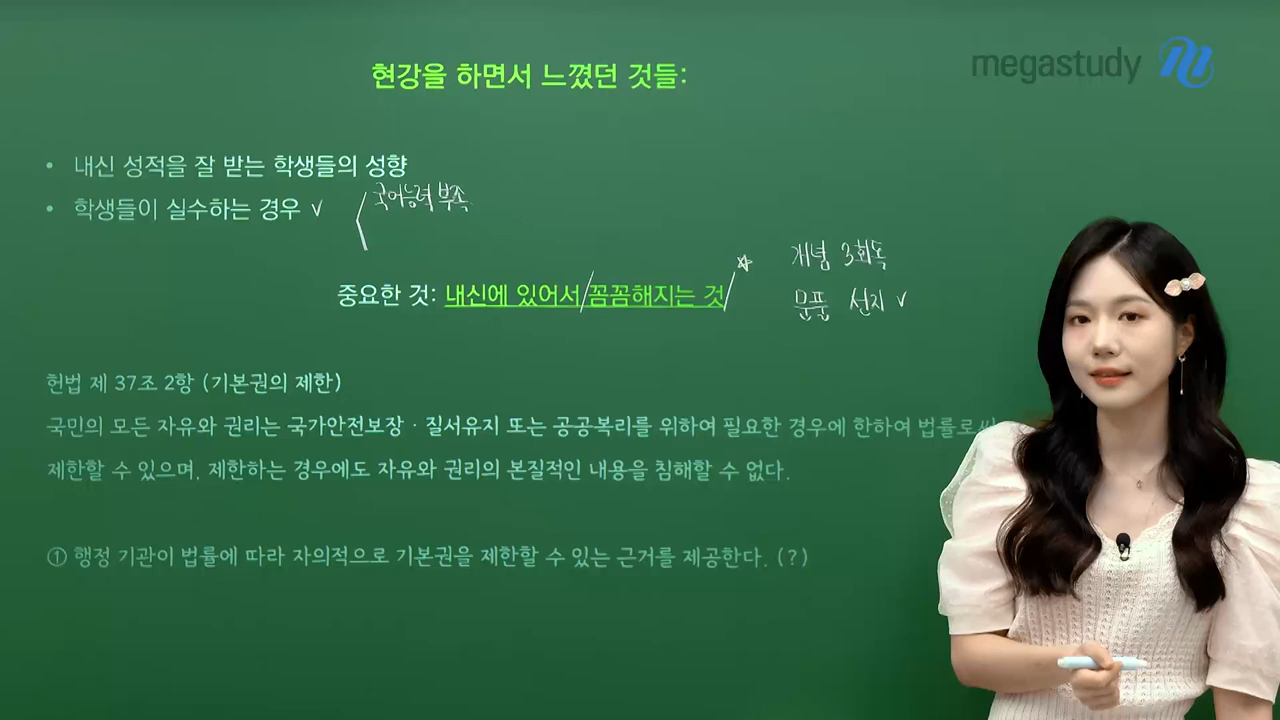 megastudy
현강을 하면서 느꼈던 것들:
• 내신 성적을 잘 받는 학생들의 성향
• 학생들이 실수하는 경우 ✓
국어능력 부족
중요한 것: 내신에 있어서/꼼꼼해지는 것/ ☆
개념 3회독
문풀 선지 ✓
헌법 제 37조 2항 (기본권의 제한)
국민의 모든 자유와 권리는 국가안전보장 · 질서유지 또는 공공복리를 위하여 필요한 경우에 한하여 법률로써
제한할 수 있으며, 제한하는 경우에도 자유와 권리의 본질적인 내용을 침해할 수 없다.
① 행정 기관이 법률에 따라 자의적으로 기본권을 제한할 수 있는 근거를 제공한다. (?)